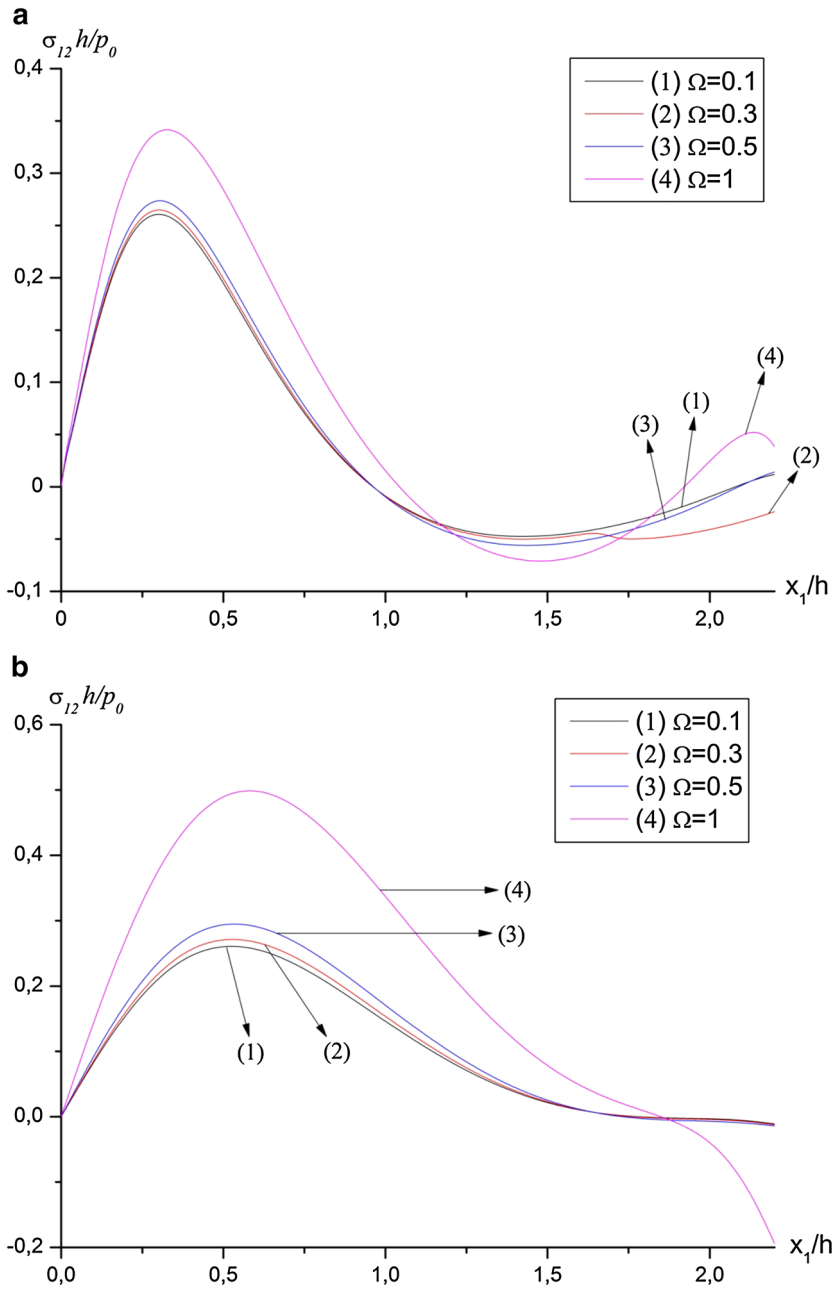 a
σ12 h/p0
0,4
0,3
0,2
0,1
0
-0,1
0
0,5
1,0
1,5
2,0
x1/h
(1) Ω=0.1
(2) Ω=0.3
(3) Ω=0.5
(4) Ω=1
(4)
(1)
(3)
(2)
b
σ12 h/p0
0,6
0,4
0,2
0,0
-0,2
0,0
0,5
1,0
1,5
2,0
x1/h
(1) Ω=0.1
(2) Ω=0.3
(3) Ω=0.5
(4) Ω=1
(4)
(3)
(1)
(2)